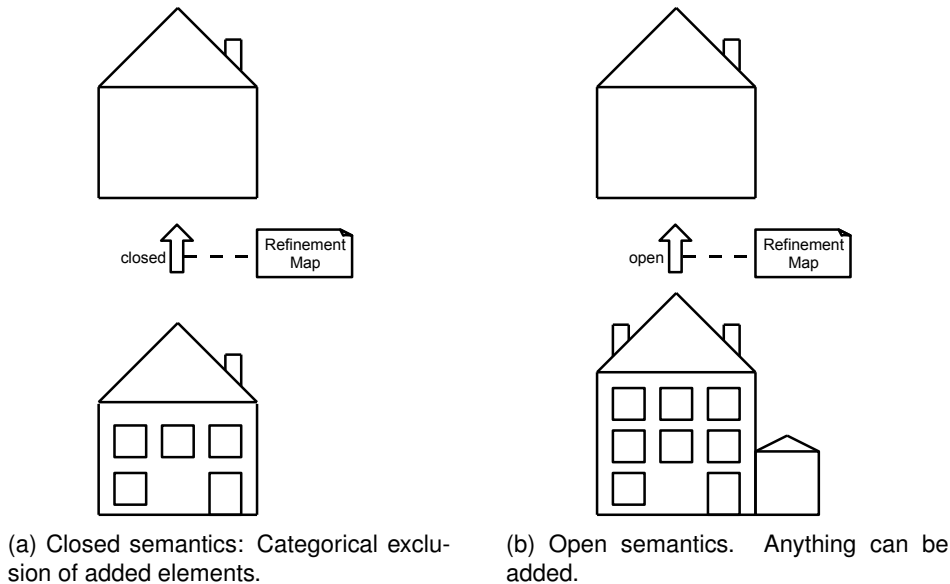 closed
Refinement
Map
open
Refinement
Map
(a) Closed semantics: Categorical exclu-
sion of added elements.
(b) Open semantics. Anything can be
added.